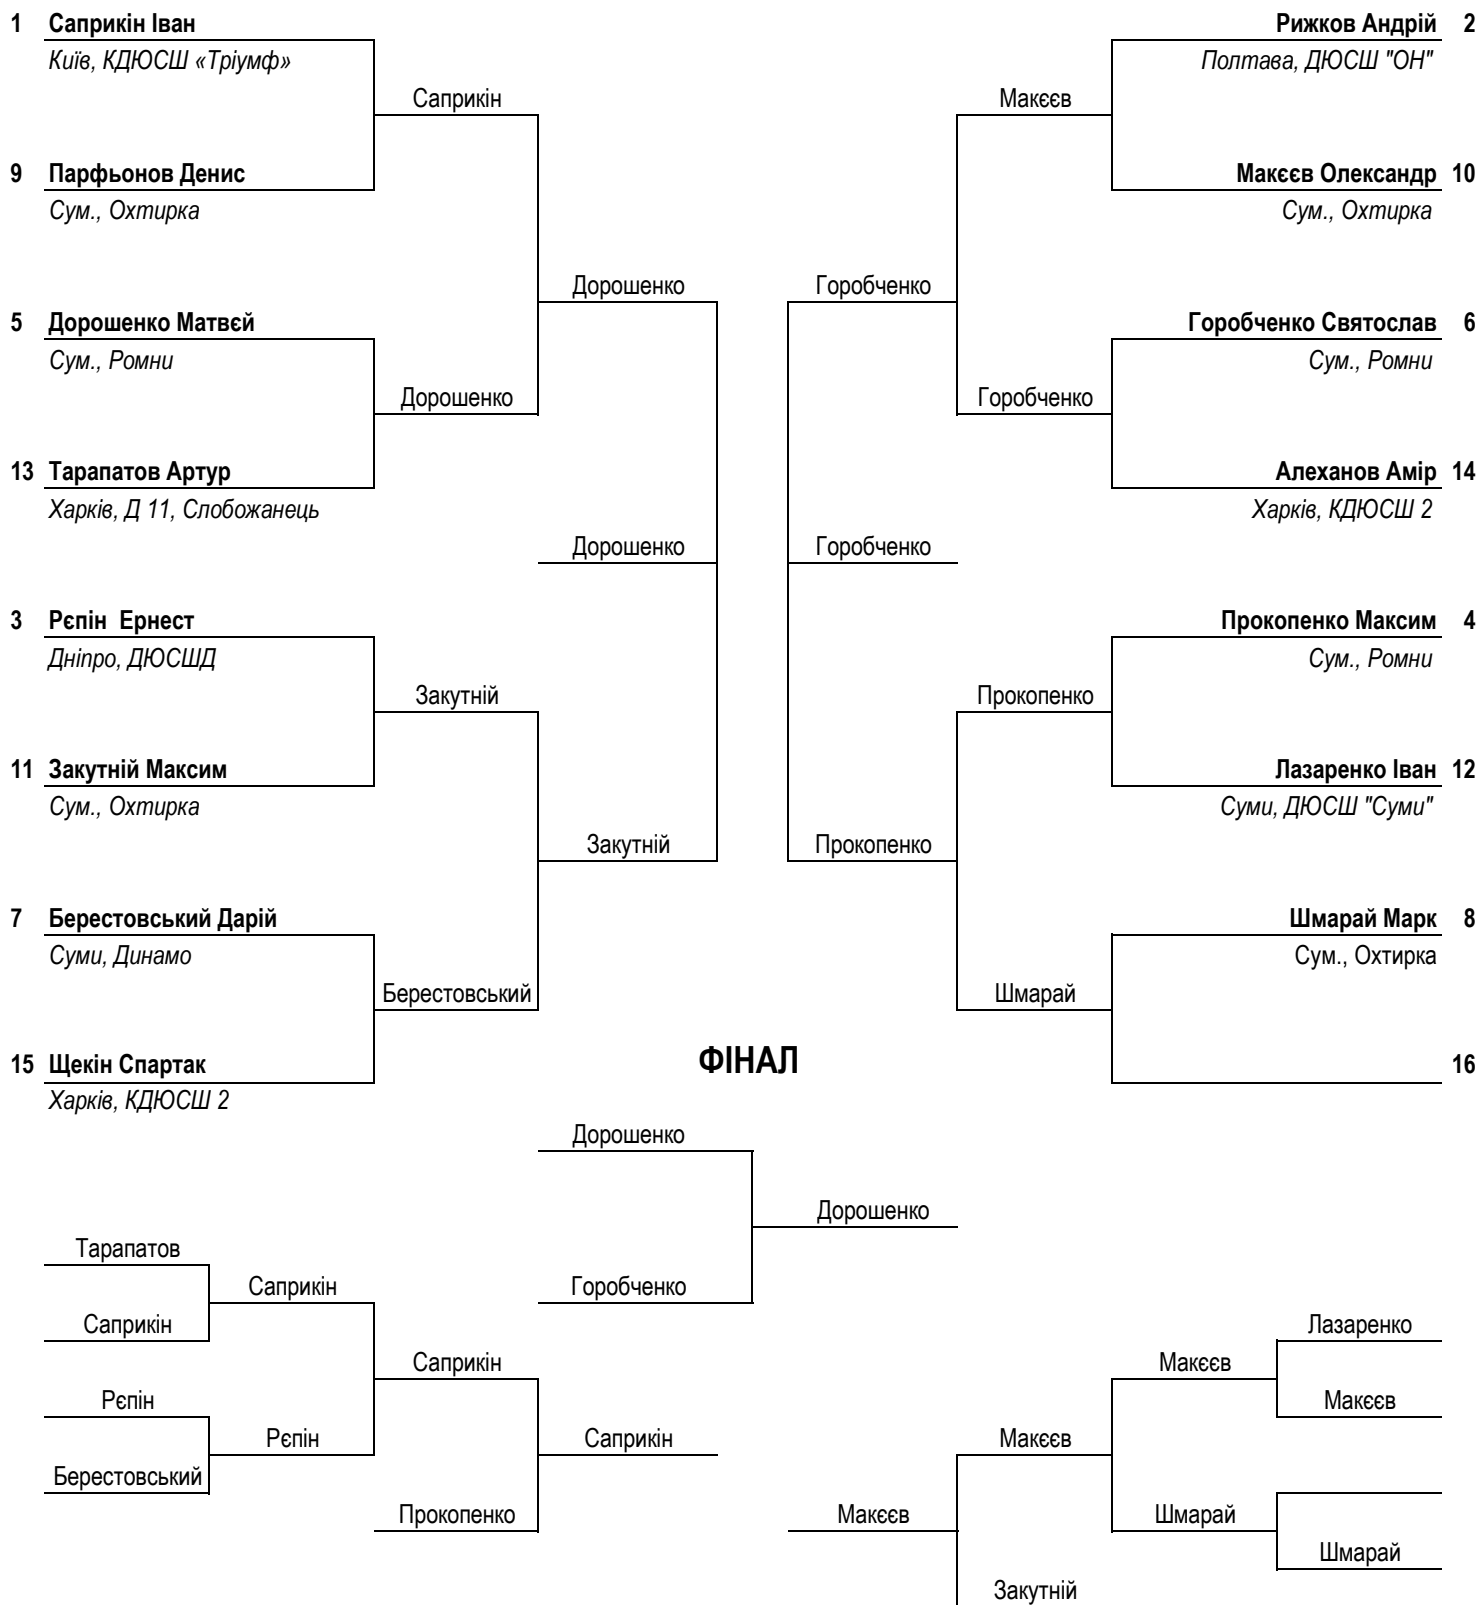 1 Саприкін Іван
Рижков Андрій 2
Київ, КДЮСШ «Тріумф»
Полтава, ДЮСШ "ОН"
Саприкін
Макєєв
9 Парфьонов Денис
Макєєв Олександр 10
Сум., Охтирка
Сум., Охтирка
Дорошенко
Горобченко
5 Дорошенко Матвєй
Горобченко Святослав 6
Сум., Ромни
Сум., Ромни
Дорошенко
Горобченко
13 Тарапатов Артур
Алеханов Амір 14
Харків, Д 11, Слобожанець
Харків, КДЮСШ 2
Дорошенко
Горобченко
3 Рєпін Ернест
Прокопенко Максим 4
Дніпро, ДЮСШД
Сум., Ромни
Закутній
Прокопенко
11 Закутній Максим
Лазаренко Іван 12
Сум., Охтирка
Суми, ДЮСШ "Суми"
Закутній
Прокопенко
7 Берестовський Дарій
Шмарай Марк 8
Суми, Динамо
Сум., Охтирка
Берестовський
Шмарай
15 Щекін Спартак
ФІНАЛ
16
Харків, КДЮСШ 2
Дорошенко
Дорошенко
Тарапатов
Саприкін
Горобченко
Саприкін
Лазаренко
Саприкін
Макєєв
Рєпін
Макєєв
Рєпін
Саприкін
Макєєв
Берестовський
Прокопенко
Макєєв
Шмарай
Шмарай
Закутній